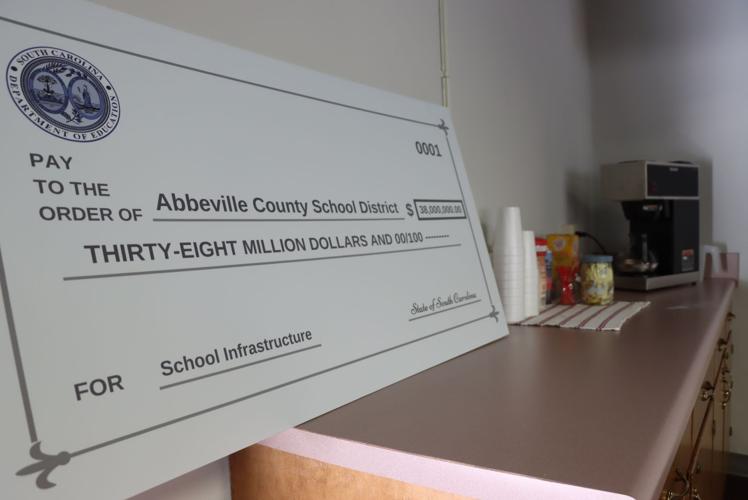 SOUTH CAROLINA
DEPARTMENT OF EDUCATION
0001
PAY
TO THE
ORDER OF Abbeville County School District $ 38,000,000.00
THIRTY-EIGHT MILLION DOLLARS AND 00/100 ---------
State of South Carolina
FOR School Infrastructure